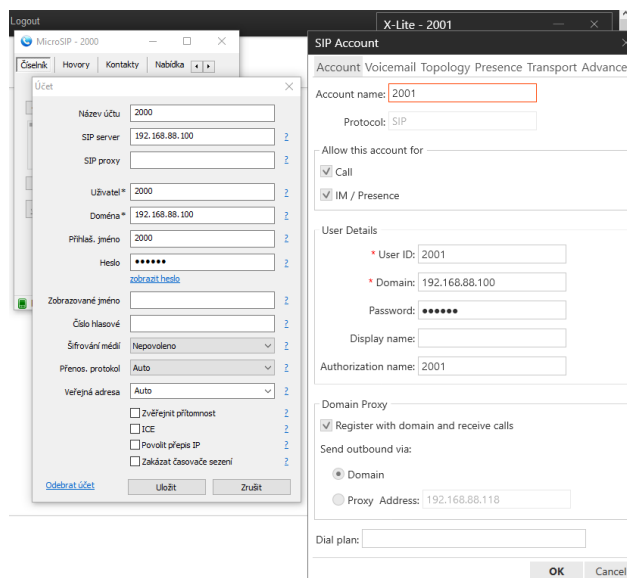 Logout
MicroSIP - 2000
Číselník Hovory Kontakty Nabídka
Účet
Název účtu 2000
SIP server 192.168.88.100 ?
SIP proxy ?
Uživatel* 2000 ?
Doména* 192.168.88.100 ?
Přihlaš. jméno 2000 ?
Heslo ●●●●●● ?
zobrazit heslo
Zobrazované jméno ?
Číslo hlasové ?
Šifrování médií Nepovoleno ?
Přenos. protokol Auto ?
Veřejná adresa Auto ?
Zvěřejnit přítomnost ?
ICE ?
Povolit přepis IP ?
Zakázat časovače sezení ?
Odebrat účet Uložit Zrušit
X-Lite - 2001
SIP Account
Account Voicemail Topology Presence Transport Advance
Account name: 2001
Protocol: SIP
Allow this account for
Call
IM / Presence
User Details
* User ID: 2001
* Domain: 192.168.88.100
Password: ●●●●●●
Display name:
Authorization name: 2001
Domain Proxy
Register with domain and receive calls
Send outbound via:
Domain
Proxy Address: 192.168.88.118
Dial plan:
OK Cancel